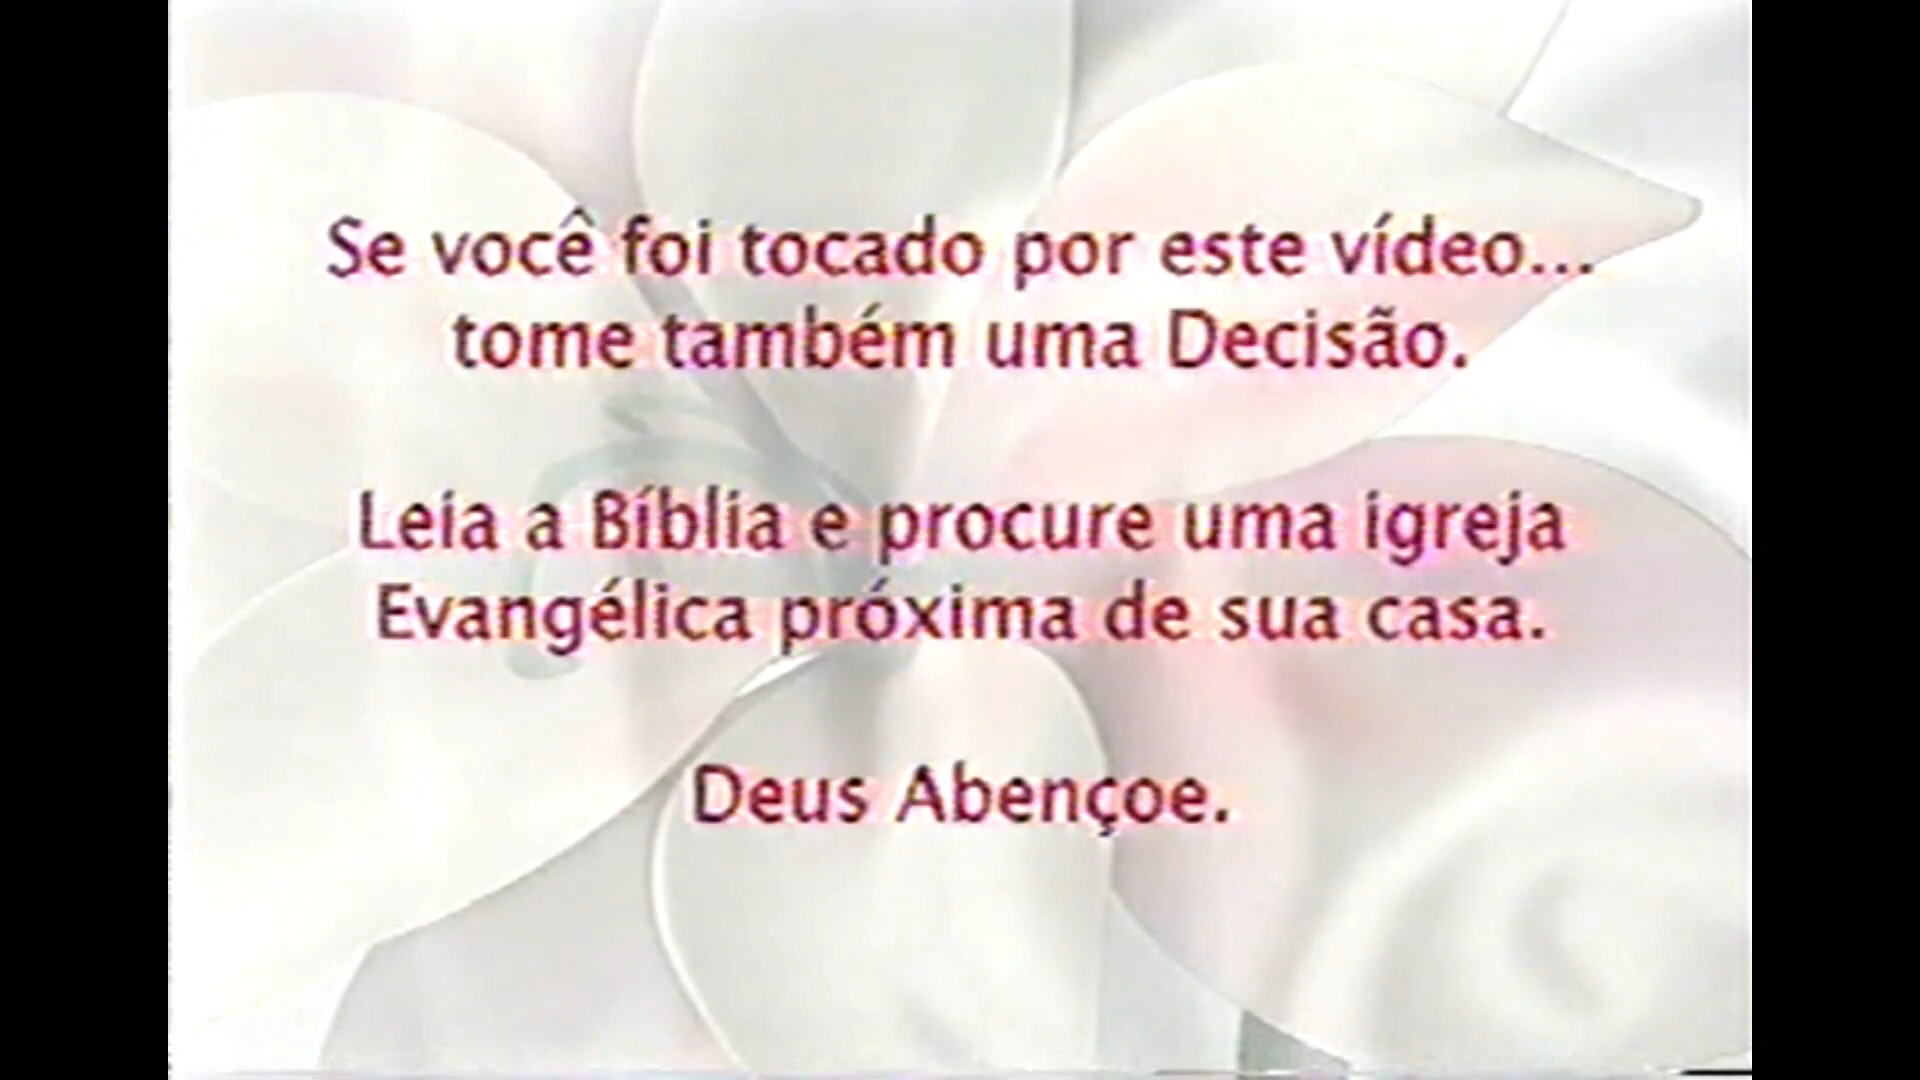 Se você foi tocado por este vídeo...
tome também uma Decisão.
Leia a Bíblia e procure uma igreja
Evangélica próxima de sua casa.
Deus Abençoe.